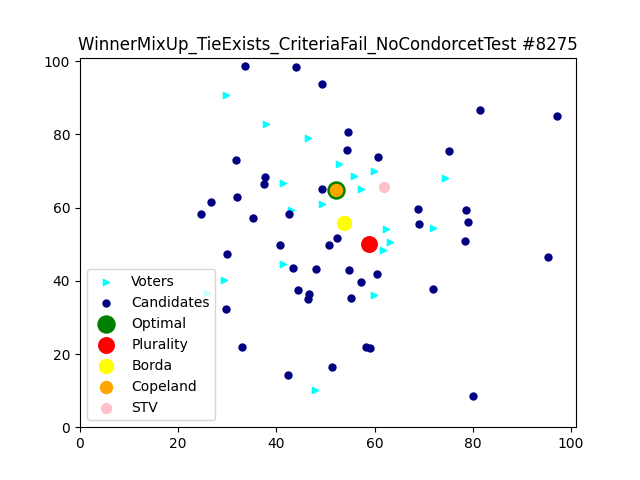 WinnerMixUp_TieExists_CriteriaFail_NoCondorcetTest #8275
100
80
60
40
20
0
Voters
Candidates
Optimal
Plurality
Borda
Copeland
STV
0 20 40 60 80 100